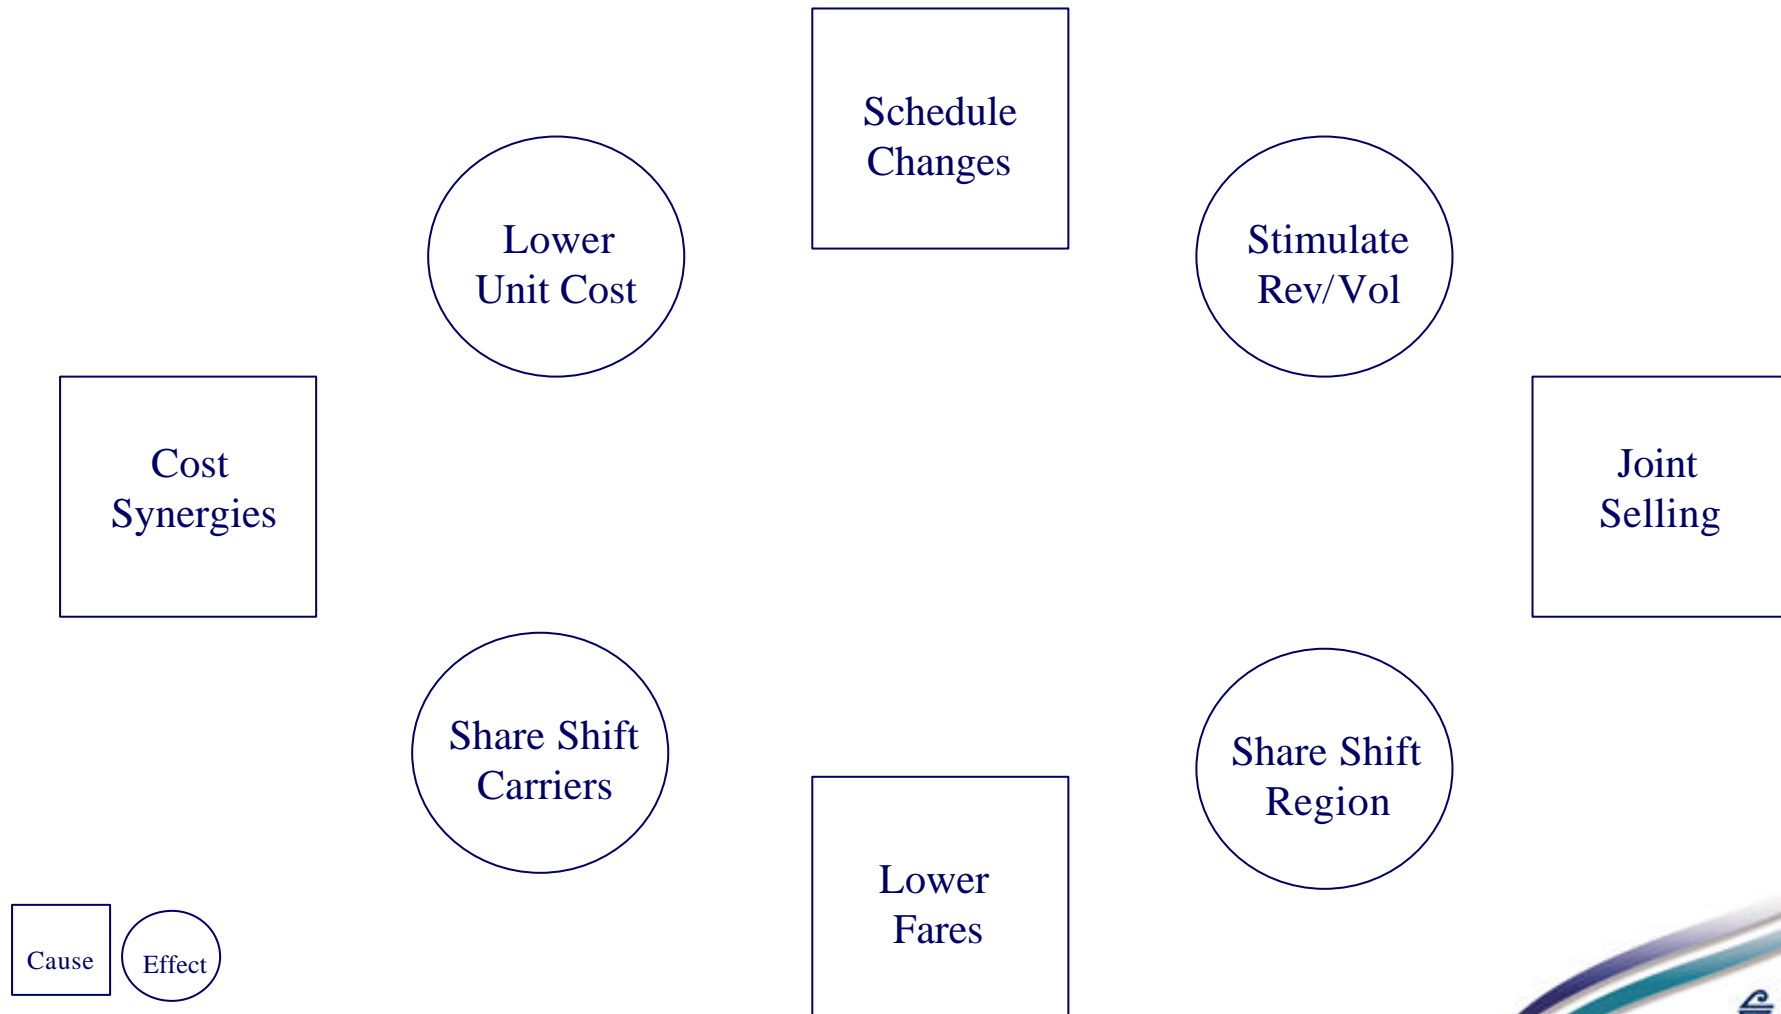 Schedule
Changes
Lower
Unit Cost
Stimulate
Rev/Vol
Cost
Synergies
Joint
Selling
Share Shift
Carriers
Share Shift
Region
Lower
Fares
Cause
Effect